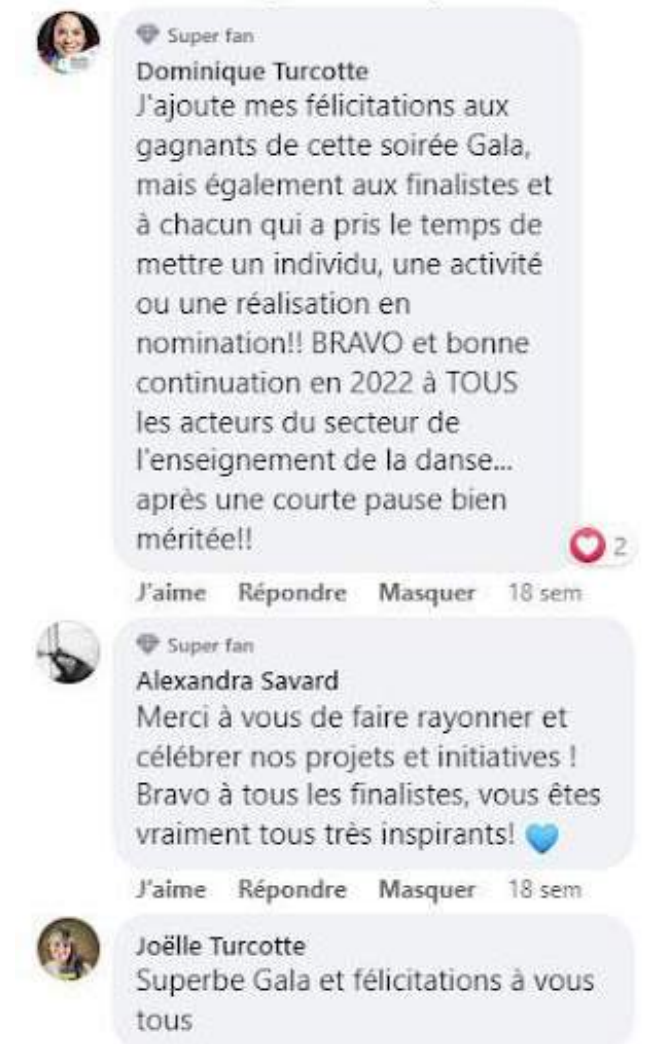 Super fan
Dominique Turcotte
J'ajoute mes félicitations aux
gagnants de cette soirée Gala,
mais également aux finalistes et
à chacun qui a pris le temps de
mettre un individu, une activité
ou une réalisation en
nomination!! BRAVO et bonne
continuation en 2022 à TOUS
les acteurs du secteur de
l'enseignement de la danse...
après une courte pause bien
méritée!!
2
J'aime Répondre Masquer 18 sem
Super fan
Alexandra Savard
Merci à vous de faire rayonner et
célébrer nos projets et initiatives !
Bravo à tous les finalistes, vous êtes
vraiment tous très inspirants! 💙
J'aime Répondre Masquer 18 sem
Joëlle Turcotte
Superbe Gala et félicitations à vous
tous